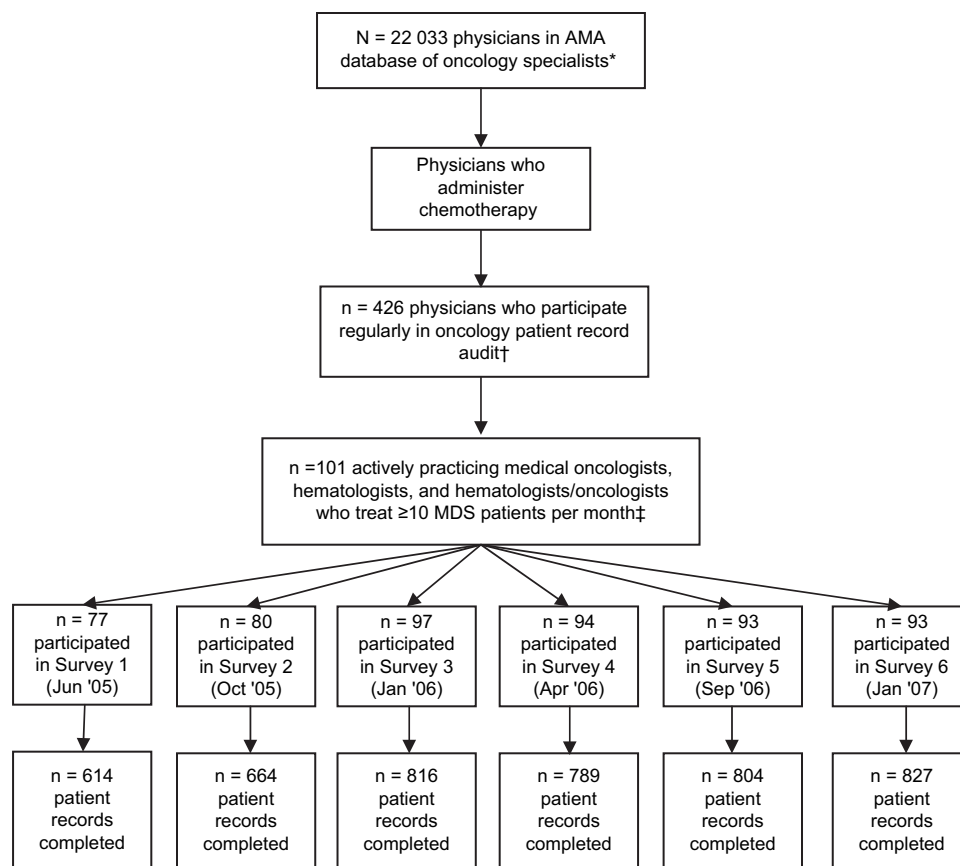 N = 22 033 physicians in AMA
database of oncology specialists*
Physicians who
administer
chemotherapy
n = 426 physicians who participate
regularly in oncology patient record
audit†
n =101 actively practicing medical oncologists,
hematologists, and hematologists/oncologists
who treat ≥10 MDS patients per month‡
n = 77
participated
in Survey 1
(Jun '05)
n = 80
participated
in Survey 2
(Oct '05)
n = 97
participated
in Survey 3
(Jan '06)
n = 94
participated
in Survey 4
(Apr '06)
n = 93
participated
in Survey 5
(Sep '06)
n = 93
participated
in Survey 6
(Jan '07)
n = 614
patient
records
completed
n = 664
patient
records
completed
n = 816
patient
records
completed
n = 789
patient
records
completed
n = 804
patient
records
completed
n = 827
patient
records
completed